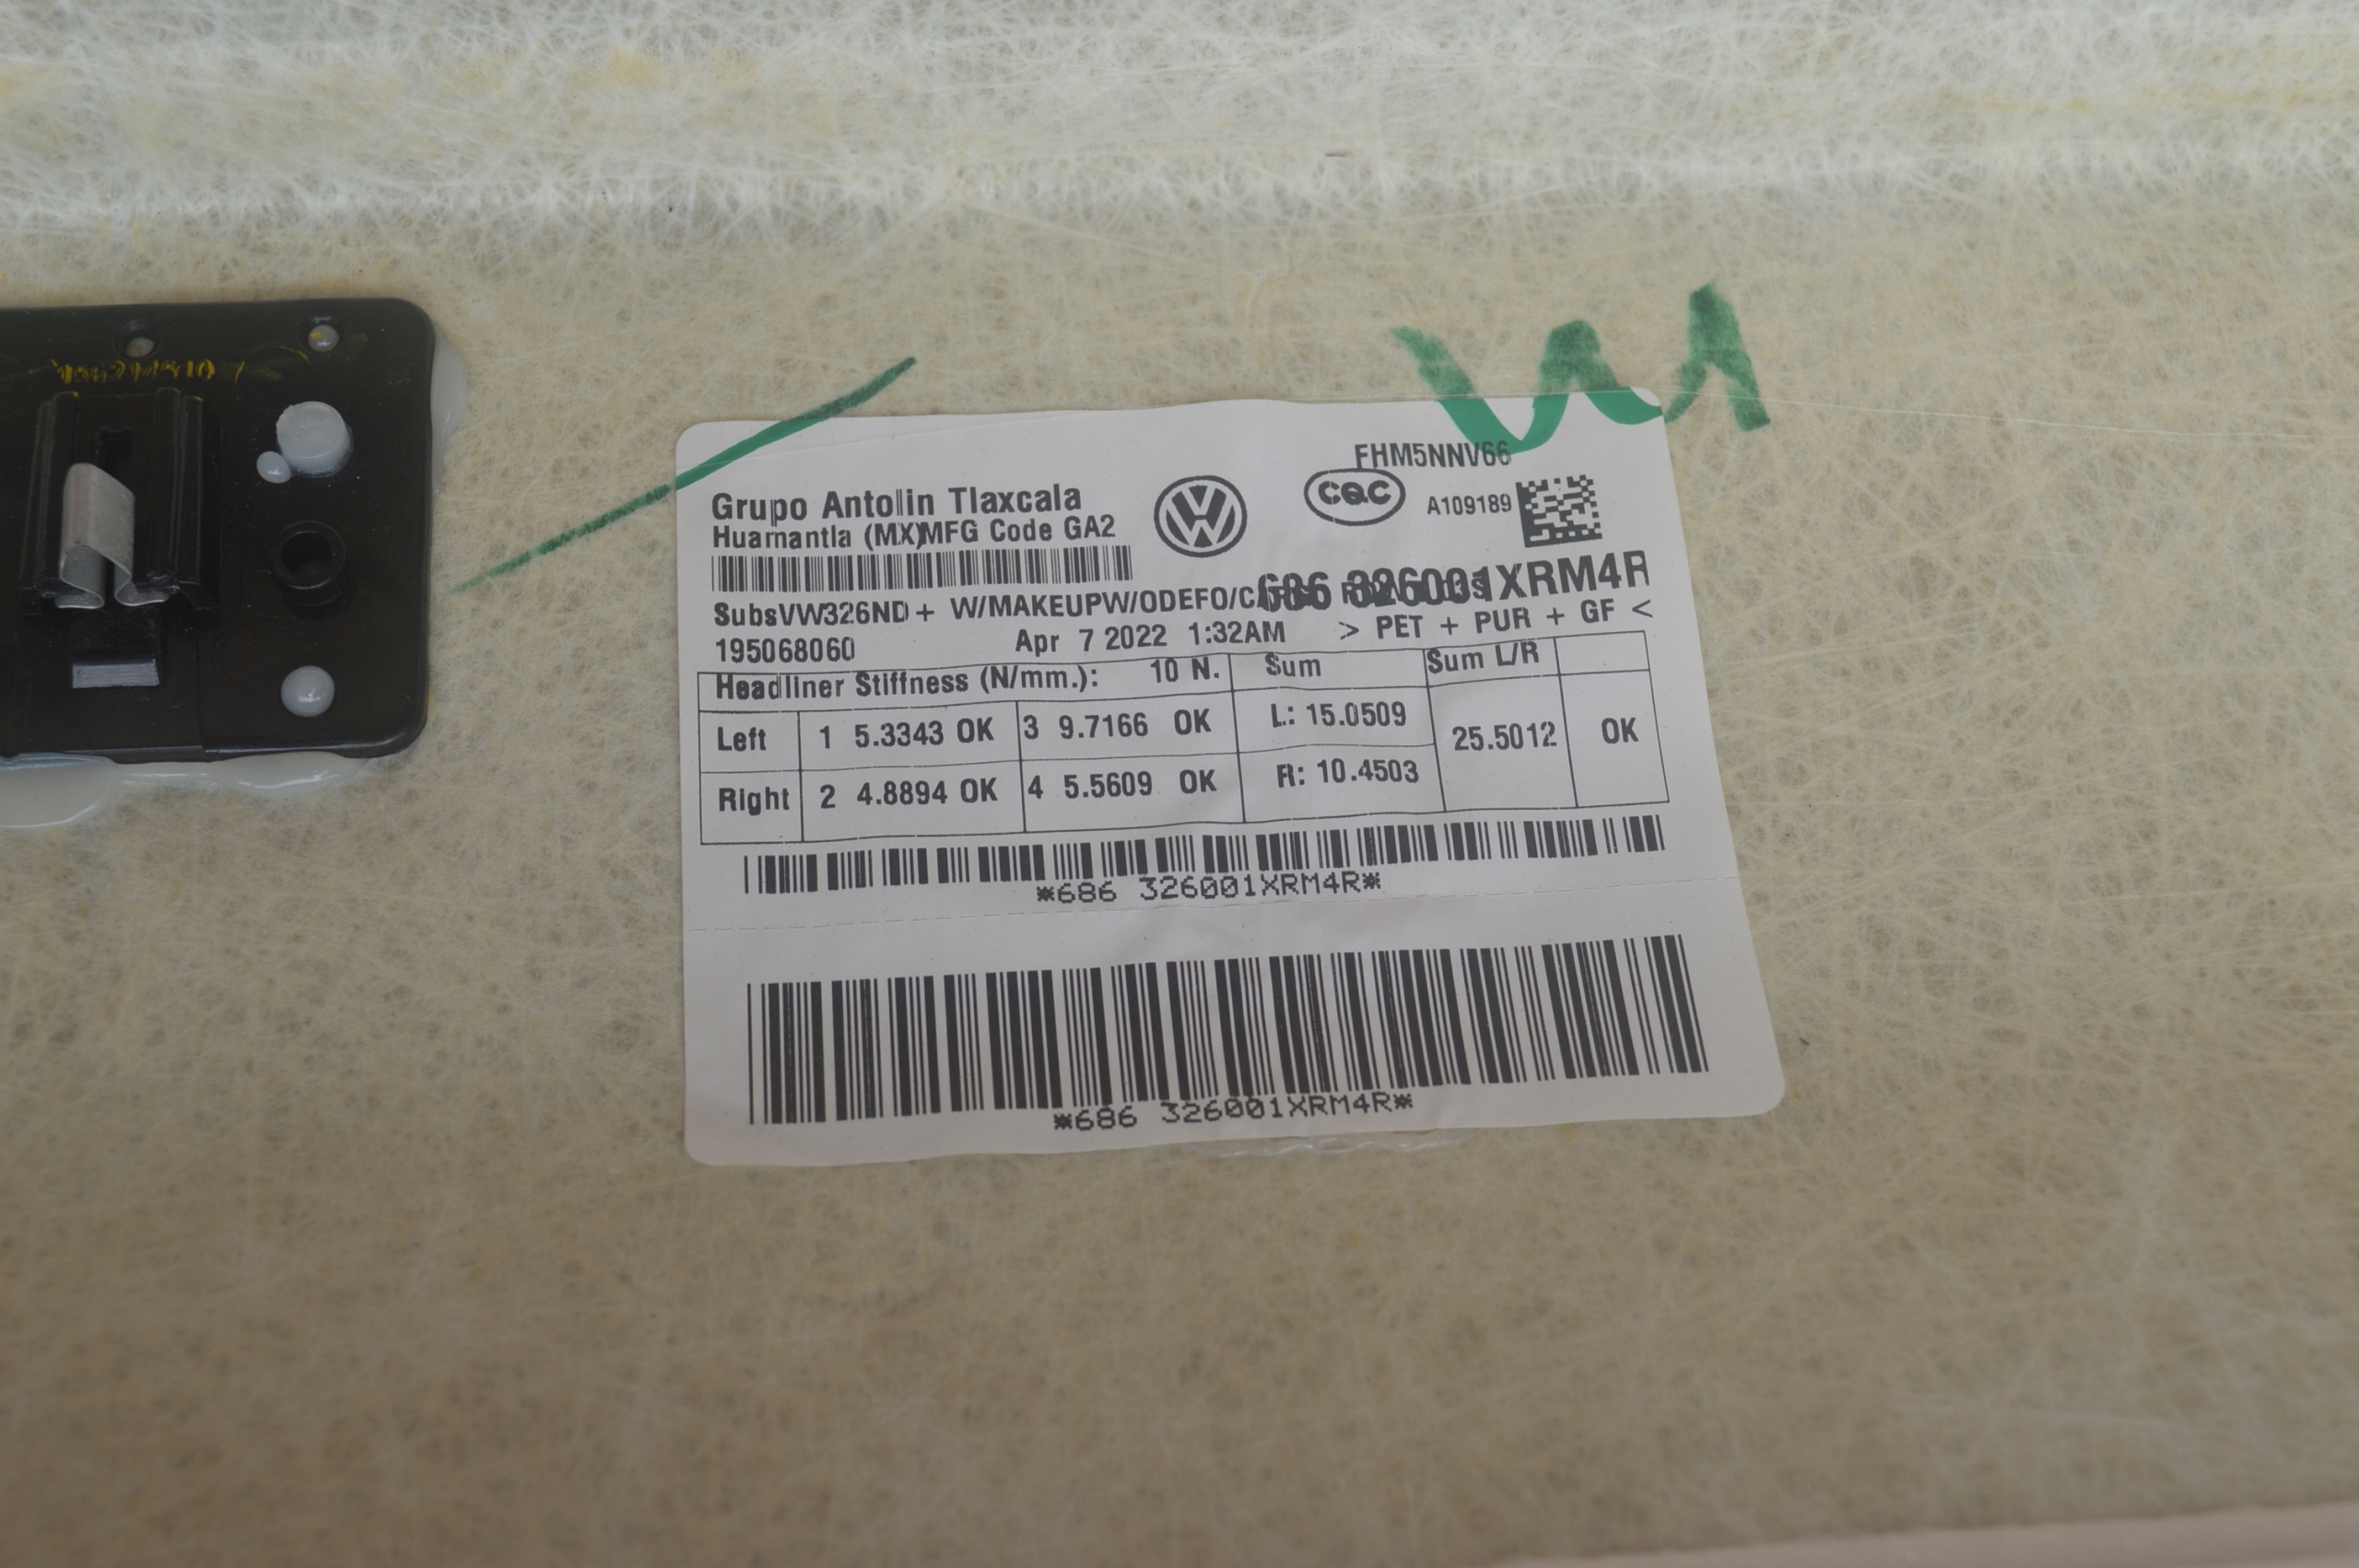 FHM5NNV66
Grupo Antolin Tlaxcala
CQC
A109189
Huamantla (MX)MFG Code GA2
686 326001XRM4R
SubsVW326ND+ W/MAKEUPW/ODEFO/
195068060
Apr 7 2022 1:32AM > PET + PUR + GF <
Headliner Stiffness (N/mm.): 10 N. Sum Sum L/R
Left 1 5.3343 OK 3 9.7166 OK L: 15.0509
25.5012 OK
Right 2 4.8894 OK 4 5.5609 OK R: 10.4503
*686 326001XRM4R*
*686 326001XRM4R*